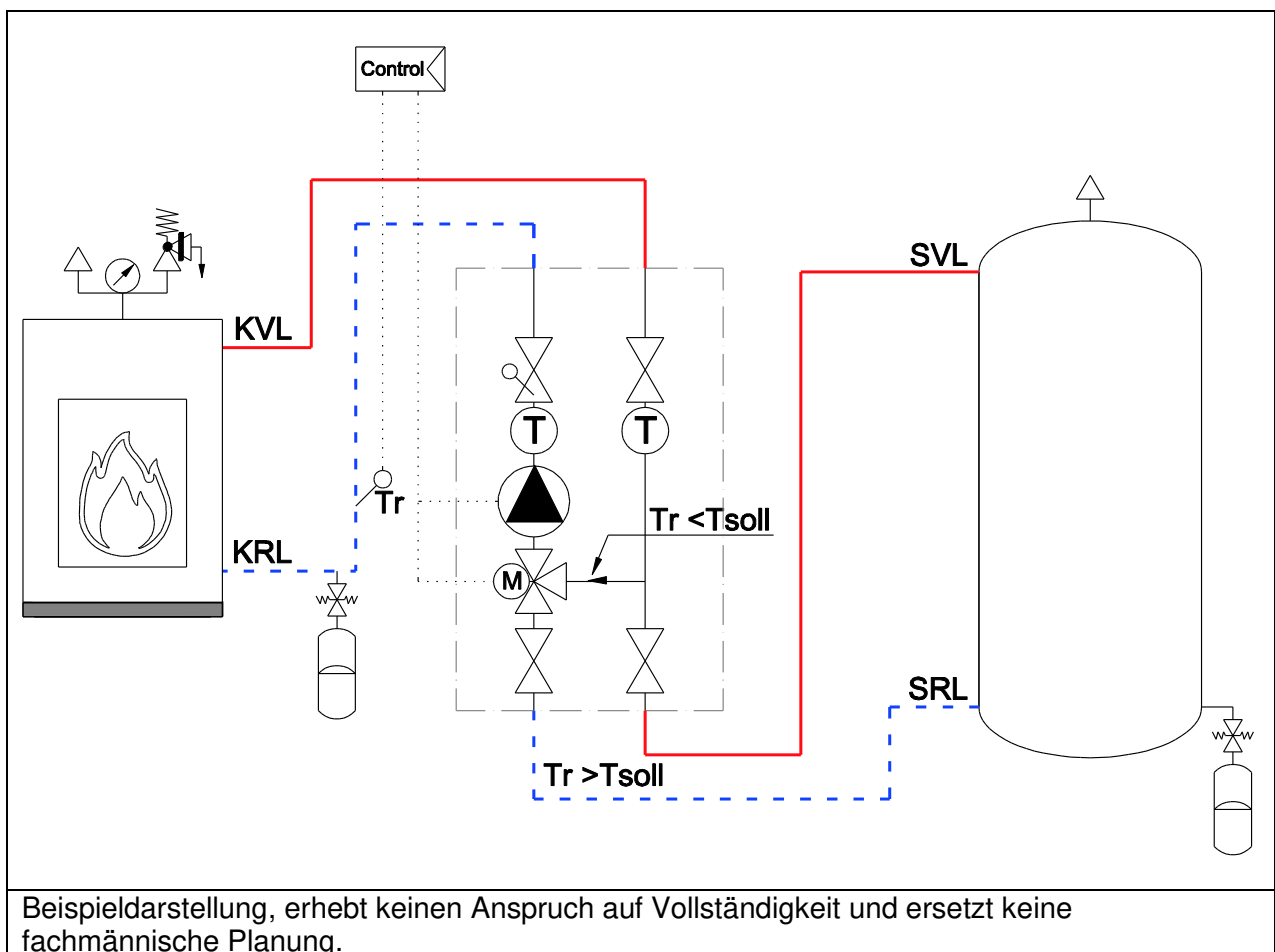 Control
SVL
KVL
T T
Tr
Tr <Tsoll
KRL
M
SRL
Tr >Tsoll
Beispieldarstellung, erhebt keinen Anspruch auf Vollständigkeit und ersetzt keine
fachmännische Planung.